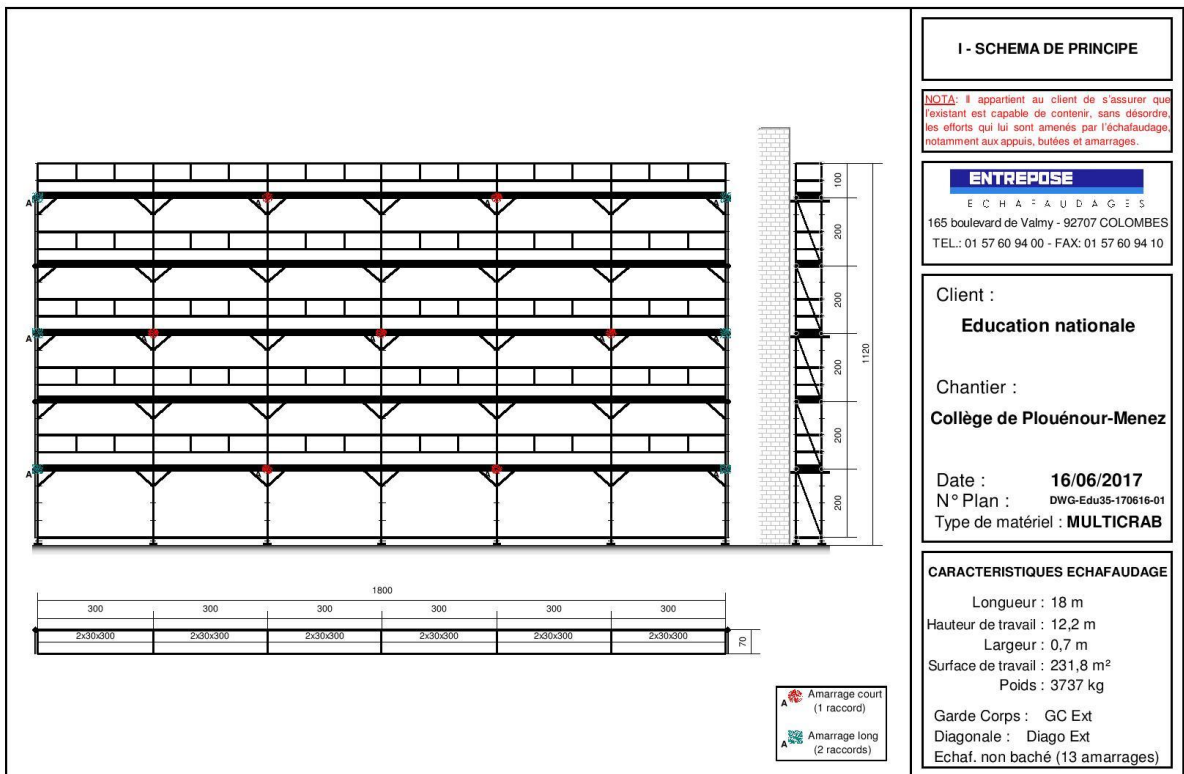 I - SCHEMA DE PRINCIPE
NOTA: Il appartient au client de s'assurer que
l'existant est capable de contenir, sans désordre,
les efforts qui lui sont amenés par l'échafaudage,
notamment aux appuis, butées et amarrages.
ENTREPOSE
ECHAFAUDAGES
165 boulevard de Valmy - 92707 COLOMBES
TEL.: 01 57 60 94 00 - FAX: 01 57 60 94 10
Client :
Education nationale
Chantier :
Collège de Plouénour-Menez
Date : 16/06/2017
N° Plan : DWG-Edu35-170616-01
Type de matériel : MULTICRAB
CARACTERISTIQUES ECHAFAUDAGE
Longueur : 18 m
Hauteur de travail : 12,2 m
Largeur : 0,7 m
Surface de travail : 231,8 m²
Poids : 3737 kg
Garde Corps : GC Ext
Diagonale : Diago Ext
Echaf. non baché (13 amarrages)
A A A A
A A A A A
A A A A
100
200
200
200
200
200
1120
1800
300 300 300 300 300 300
2x30x300 2x30x300 2x30x300 2x30x300 2x30x300 2x30x300
70
A Amarrage court
(1 raccord)
A Amarrage long
(2 raccords)